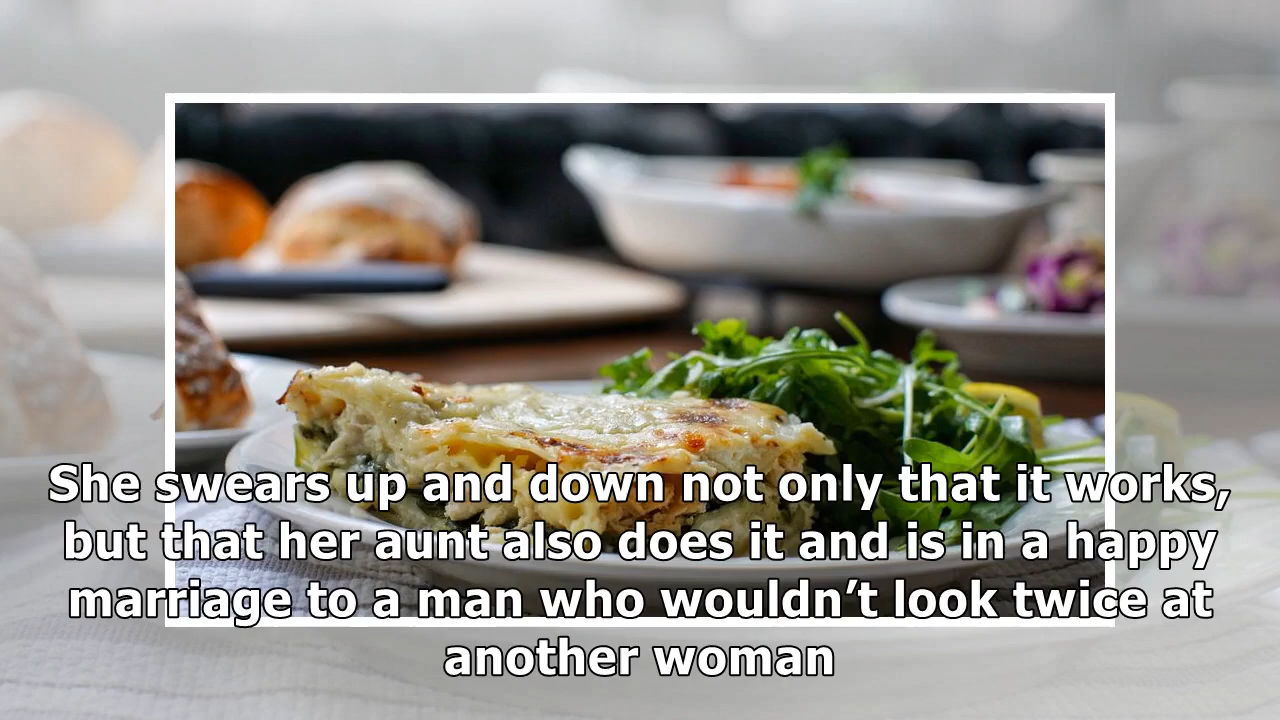 She swears up and down not only that it works,
but that her aunt also does it and is in a happy
marriage to a man who wouldn’t look twice at
another woman